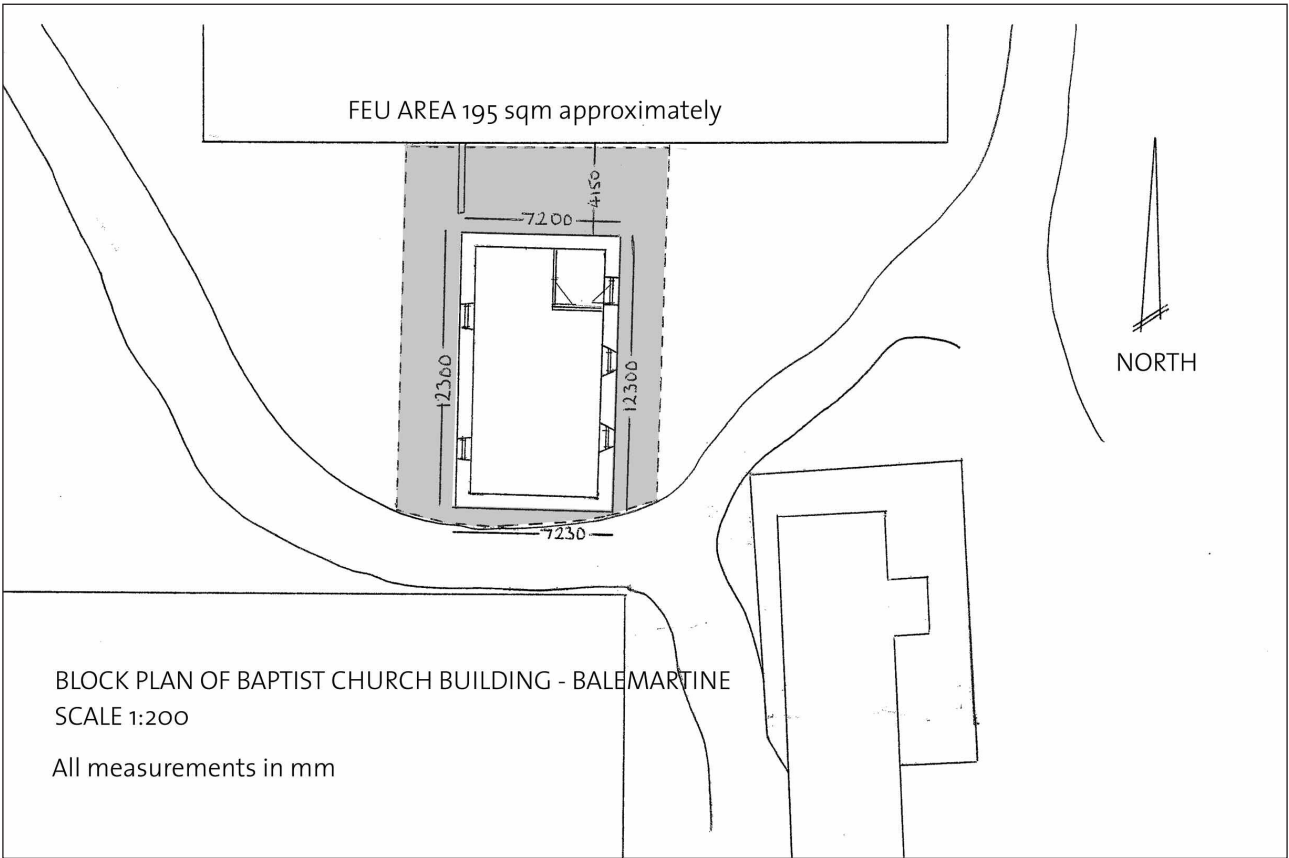 FEU AREA 195 sqm approximately
4150
7200
12300
12300
7230
NORTH
BLOCK PLAN OF BAPTIST CHURCH BUILDING - BALEMARTINE
SCALE 1:200
All measurements in mm